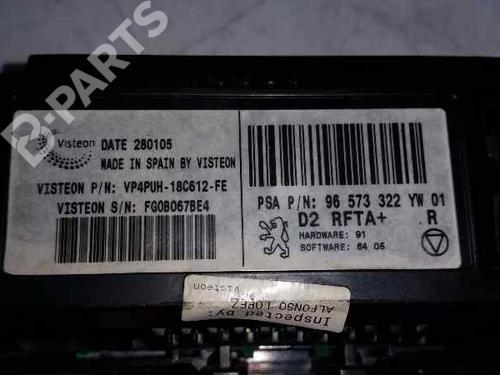 B-PARTS
Visteon
DATE 280105
MADE IN SPAIN BY VISTEON
VISTEON P/N: VP4PUH-18C612-FE
VISTEON S/N: FG0B067BE4
PSA P/N: 96 573 322 YW 01
D2 RFTA+ R
HARDWARE: 91
SOFTWARE: 64 05
Inspected by:
ALFONSO LOPEZ
Visteon